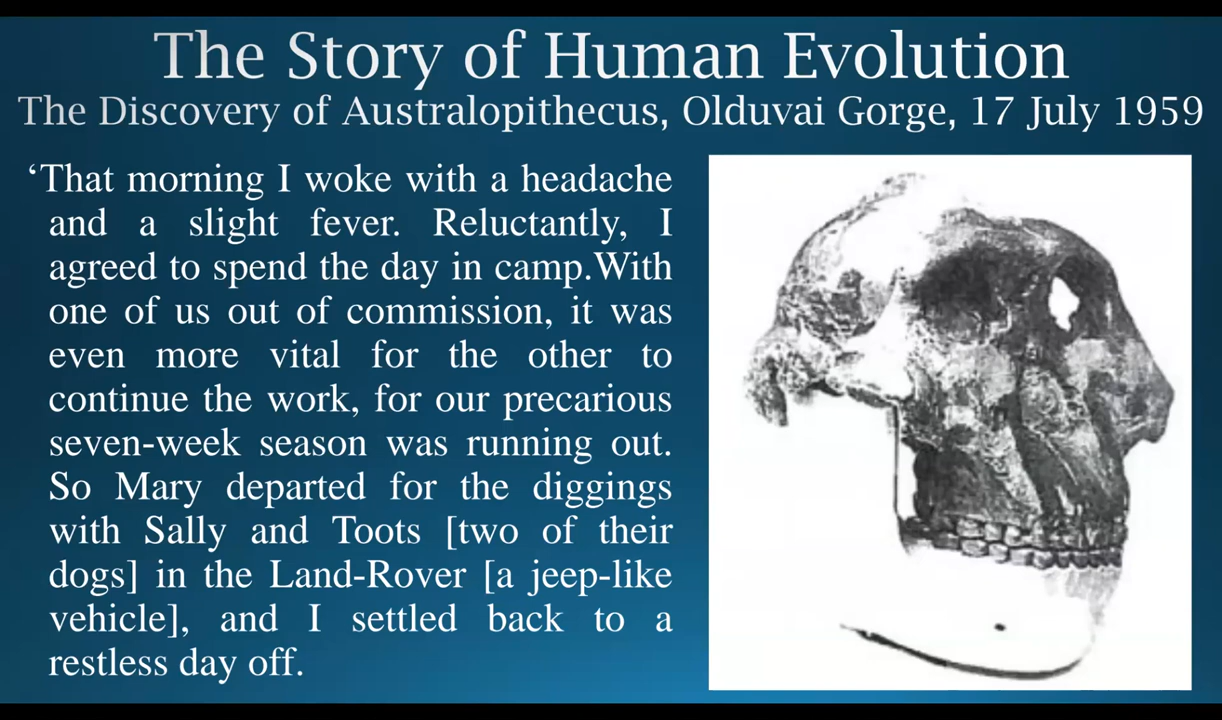 The Story of Human Evolution
The Discovery of Australopithecus, Olduvai Gorge, 17 July 1959
‘That morning I woke with a headache
and a slight fever. Reluctantly, I
agreed to spend the day in camp.With
one of us out of commission, it was
even more vital for the other to
continue the work, for our precarious
seven-week season was running out.
So Mary departed for the diggings
with Sally and Toots [two of their
dogs] in the Land-Rover [a jeep-like
vehicle], and I settled back to a
restless day off.